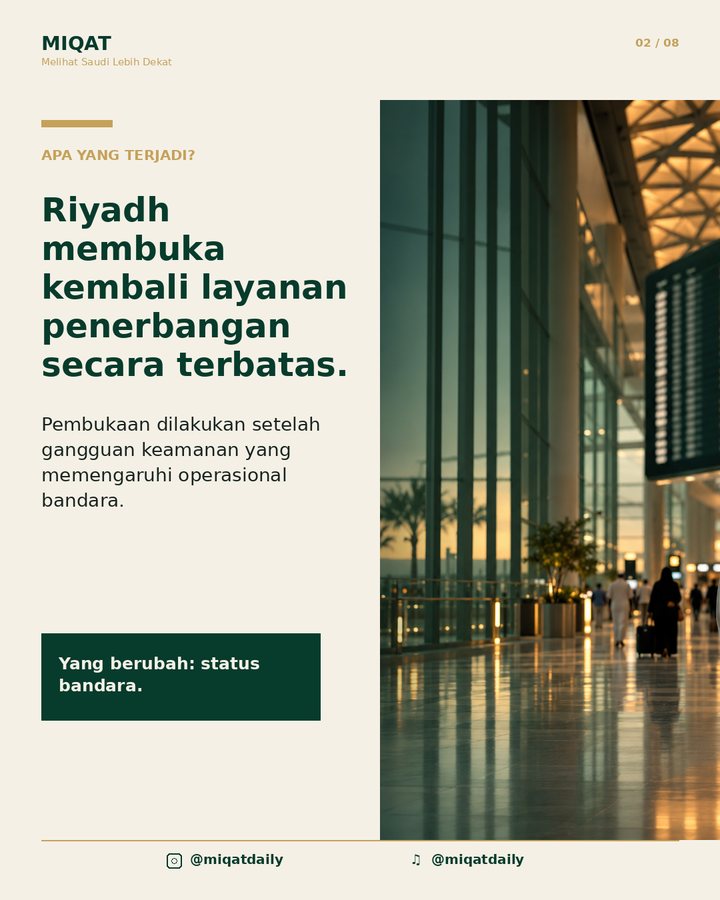 MIQAT
Melihat Saudi Lebih Dekat
02 / 08
APA YANG TERJADI?
Riyadh
membuka
kembali layanan
penerbangan
secara terbatas.
Pembukaan dilakukan setelah
gangguan keamanan yang
memengaruhi operasional
bandara.
Yang berubah: status
bandara.
@miqatdaily
@miqatdaily